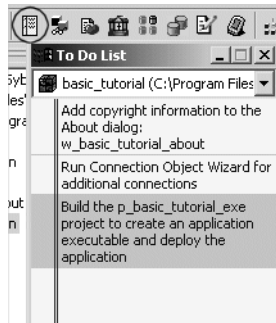 To Do List
basic_tutorial (C:\Program Files
Add copyright information to the
About dialog:
w_basic_tutorial_about
Run Connection Object Wizard for
additional connections
Build the p_basic_tutorial_exe
project to create an application
executable and deploy the
application